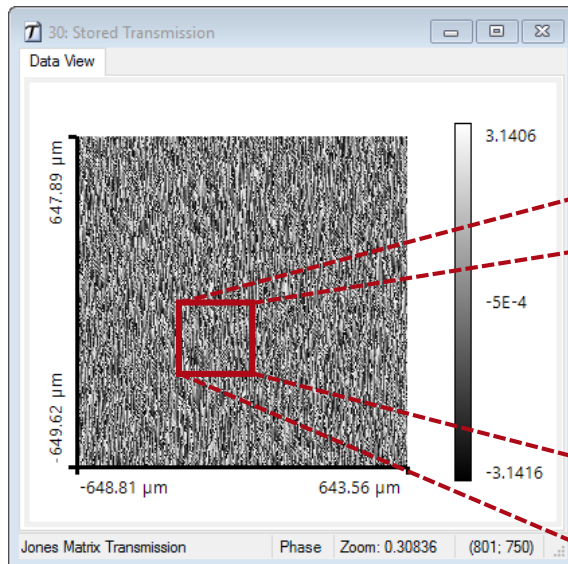 30: Stored Transmission
Data View
3.1406
647.89 µm
-5E-4
-649.62 µm
-3.1416
-648.81 µm 643.56 µm
Jones Matrix Transmission Phase Zoom: 0.30836 (801; 750)